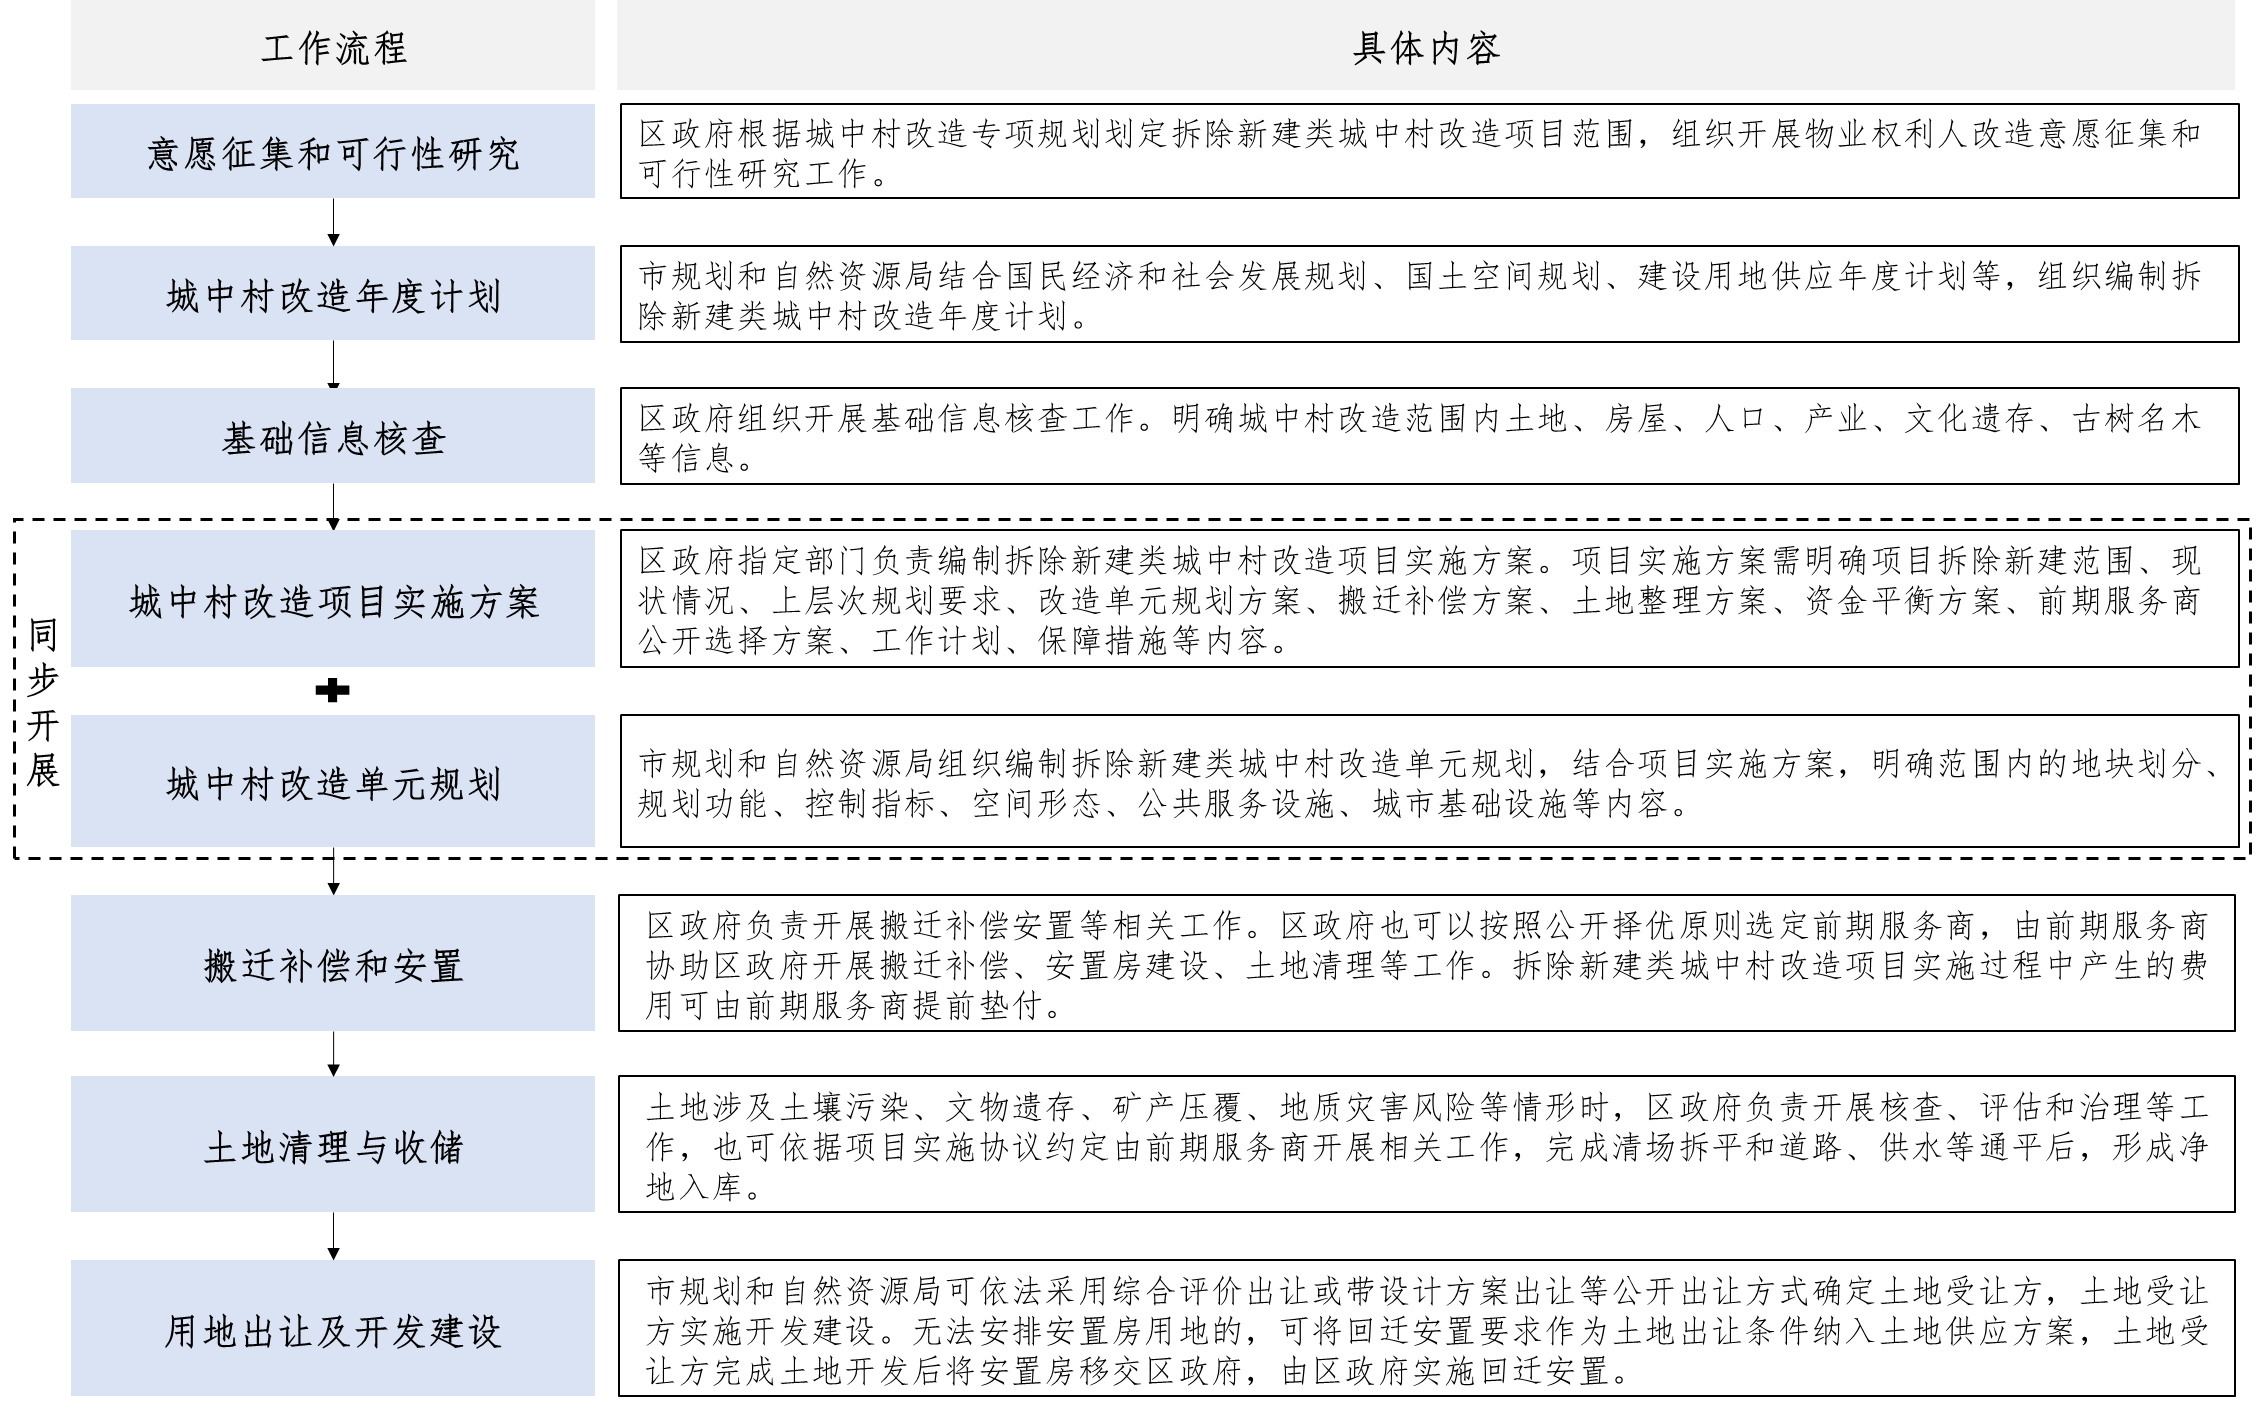 工作流程
具体内容
意愿征集和可行性研究
区政府根据城中村改造专项规划划定拆除新建类城中村改造项目范围，组织开展物业权利人改造意愿征集和
可行性研究工作。
城中村改造年度计划
市规划和自然资源局结合国民经济和社会发展规划、国土空间规划、建设用地供应年度计划等，组织编制拆
除新建类城中村改造年度计划。
基础信息核查
区政府组织开展基础信息核查工作。明确城中村改造范围内土地、房屋、人口、产业、文化遗存、古树名木
等信息。
同步开展
城中村改造项目实施方案
区政府指定部门负责编制拆除新建类城中村改造项目实施方案。项目实施方案需明确项目拆除新建范围、现
状情况、上层次规划要求、改造单元规划方案、搬迁补偿方案、土地整理方案、资金平衡方案、前期服务商
公开选择方案、工作计划、保障措施等内容。
城中村改造单元规划
市规划和自然资源局组织编制拆除新建类城中村改造单元规划，结合项目实施方案，明确范围内的地块划分、
规划功能、控制指标、空间形态、公共服务设施、城市基础设施等内容。
搬迁补偿和安置
区政府负责开展搬迁补偿安置等相关工作。区政府也可以按照公开择优原则选定前期服务商，由前期服务商
协助区政府开展搬迁补偿、安置房建设、土地清理等工作。拆除新建类城中村改造项目实施过程中产生的费
用可由前期服务商提前垫付。
土地清理与收储
土地涉及土壤污染、文物遗存、矿产压覆、地质灾害风险等情形时，区政府负责开展核查、评估和治理等工
作，也可依据项目实施协议约定由前期服务商开展相关工作，完成清场拆平和道路、供水等通平后，形成净
地入库。
用地出让及开发建设
市规划和自然资源局可依法采用综合评价出让或带设计方案出让等公开出让方式确定土地受让方，土地受让
方实施开发建设。无法安排安置房用地的，可将回迁安置要求作为土地出让条件纳入土地供应方案，土地受
让方完成土地开发后将安置房移交区政府，由区政府实施回迁安置。